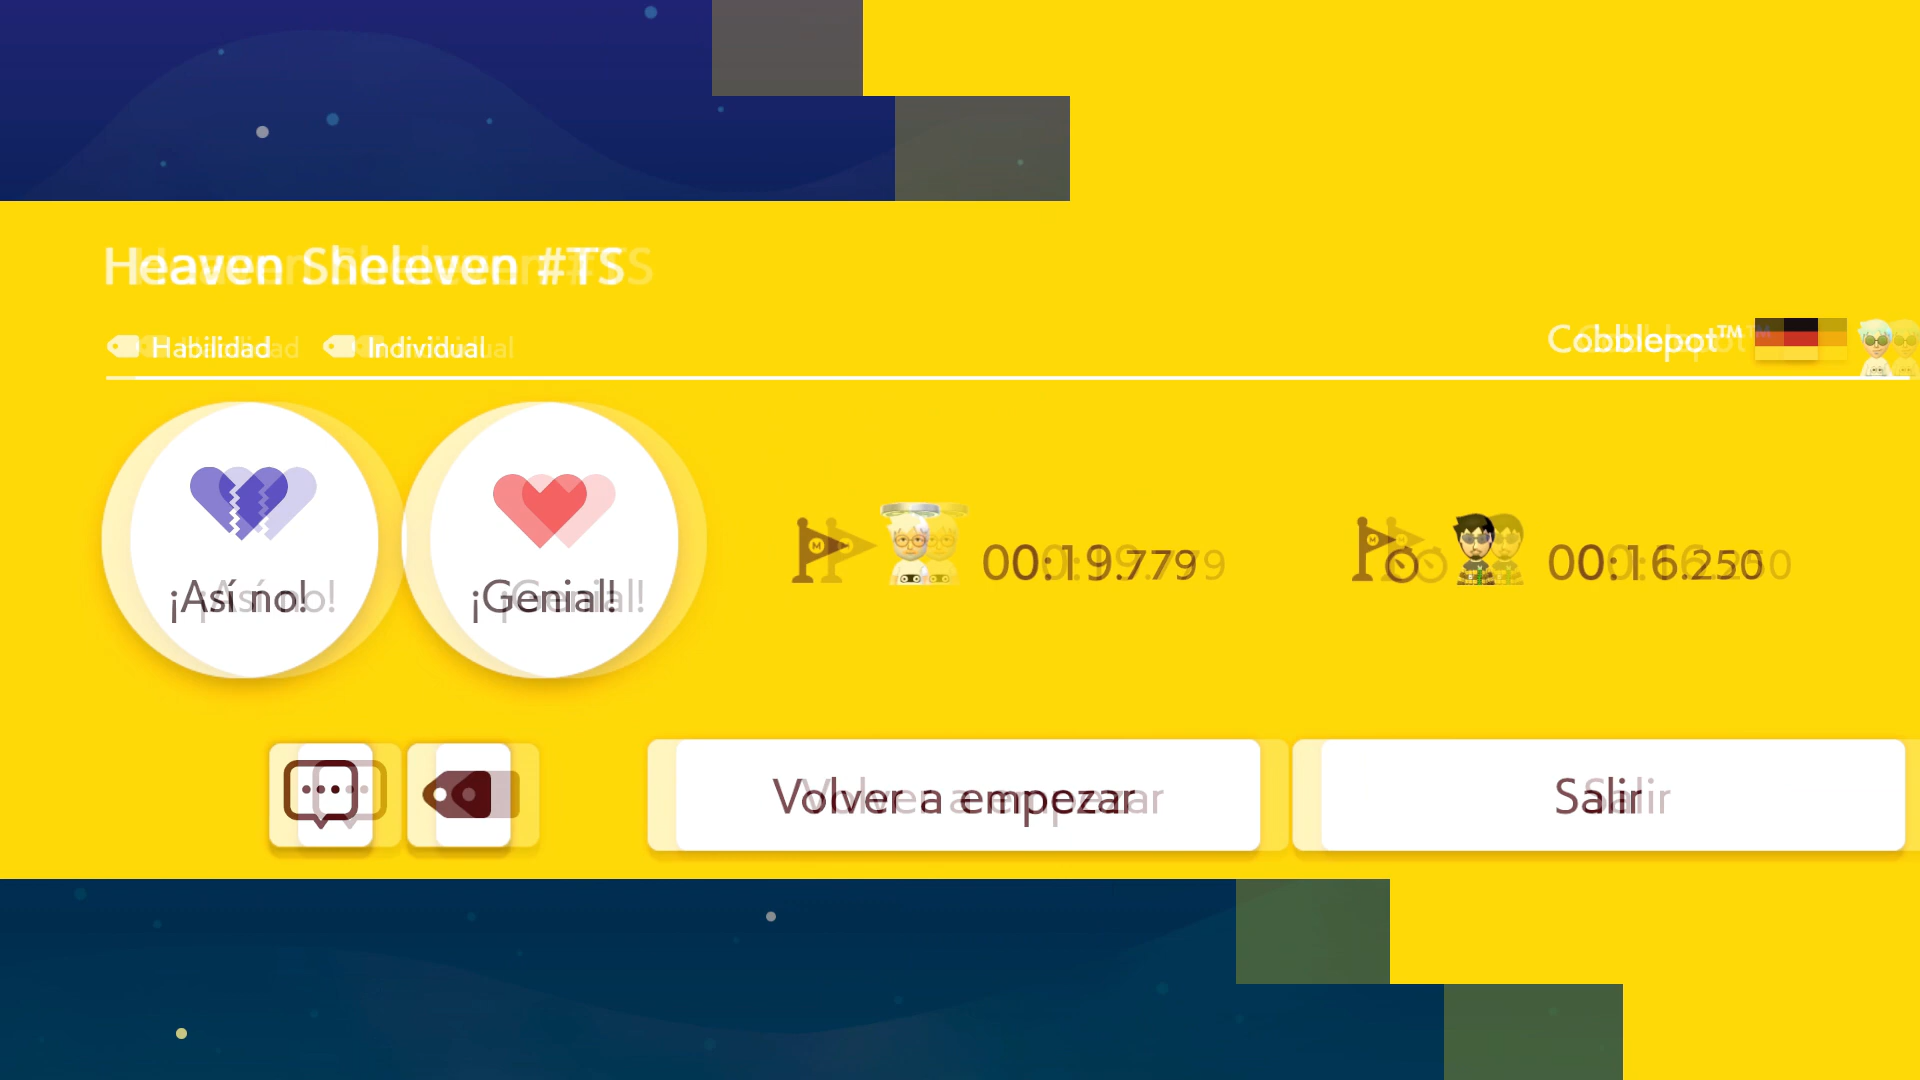 Heaven Sheleven #TS
Habilidad Individual
Cobblepot™
¡Así no!
¡Genial!
M 00:19.779
M 00:16.250
Volver a empezar
Salir